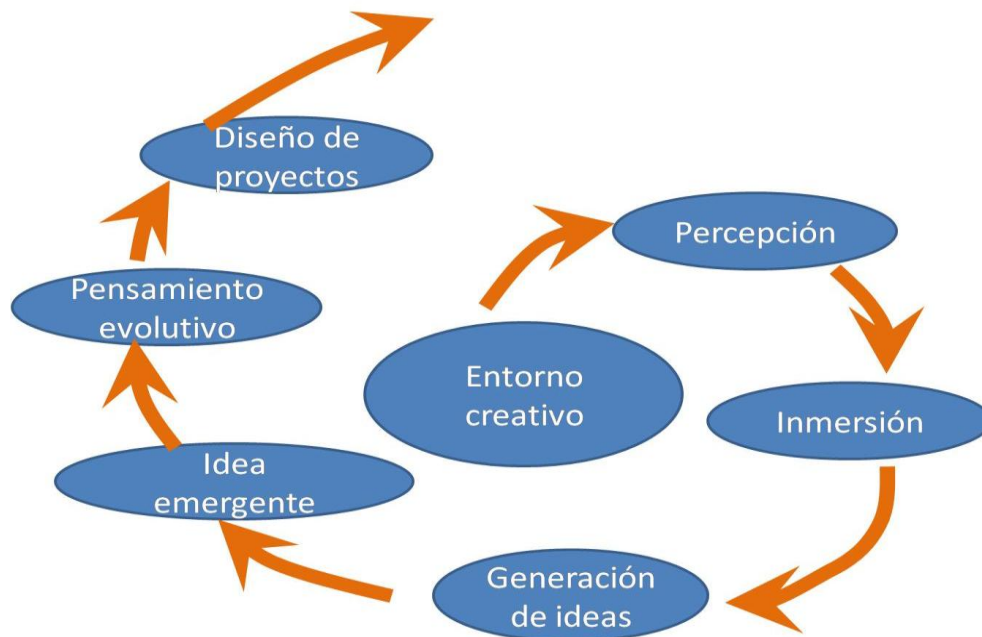 Diseño de
proyectos
Percepción
Pensamiento
evolutivo
Entorno
creativo
Inmersión
Idea
emergente
Generación
de ideas